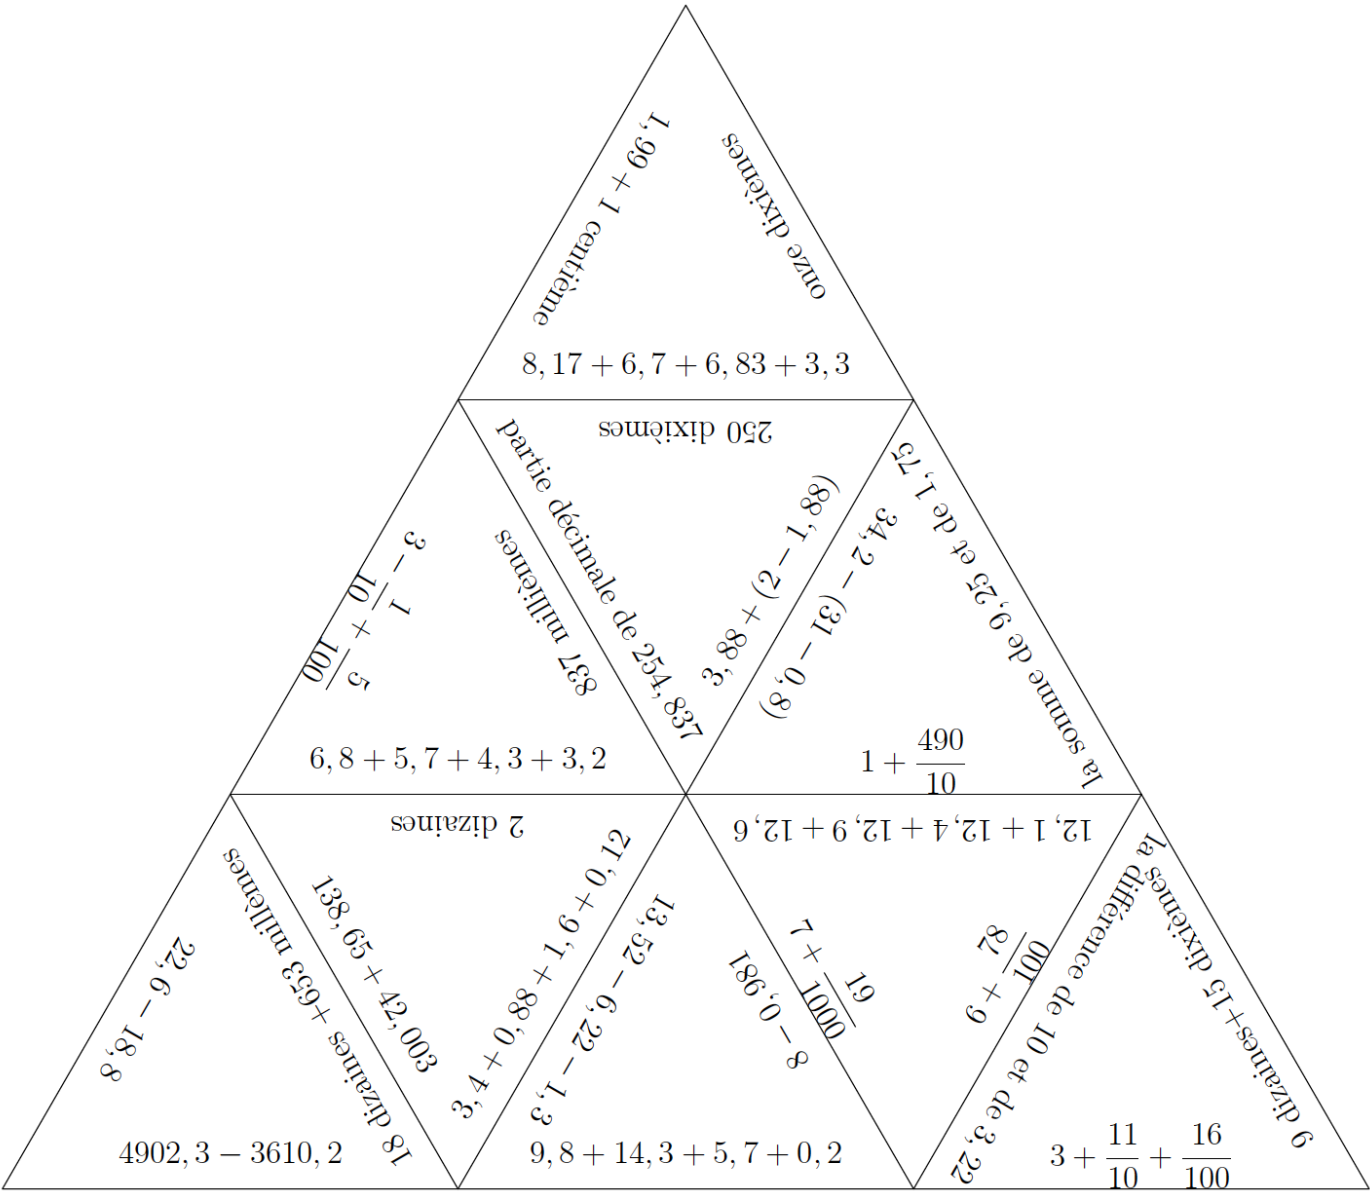 1,99 + 1 centième
onze dixièmes
8,17 + 6,7 + 6,83 + 3,3
250 dixièmes
partie décimale de 254,837
3,88 + (2 − 1,88)
3 − 1/10 + 5/100
837 millièmes
6,8 + 5,7 + 4,3 + 3,2
34,2 − (31 − 0,8)
la somme de 9,25 et de 1,75
1 + 490/10
2 dizaines
138,65 + 42,003
3,4 + 0,88 + 1,6 + 0,12
12,1 + 12,4 + 12,9 + 12,6
7 + 19/1000
9 + 78/100
22,6 − 18,8
18 dizaines+653 millèmes
4902,3 − 3610,2
13,52 − 6,22 − 1,3
8 − 0,981
9,8 + 14,3 + 5,7 + 0,2
la différence de 10 et de 3,22
9 dizaines+15 dixièmes
3 + 11/10 + 16/100